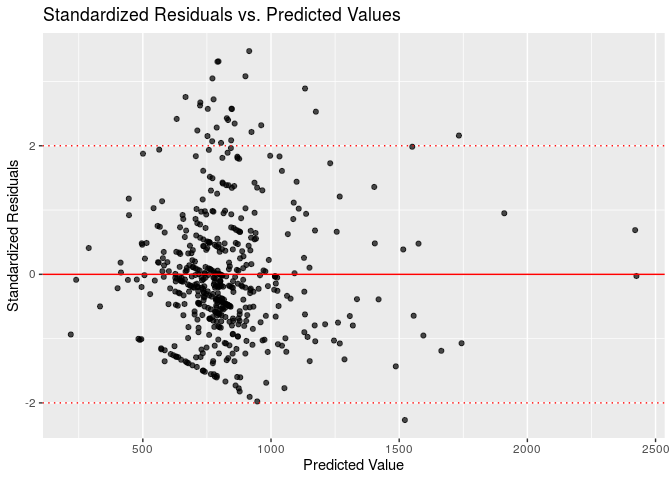 Standardized Residuals vs. Predicted Values
Standardized Residuals
2
0
-2
500
1000
1500
2000
2500
Predicted Value